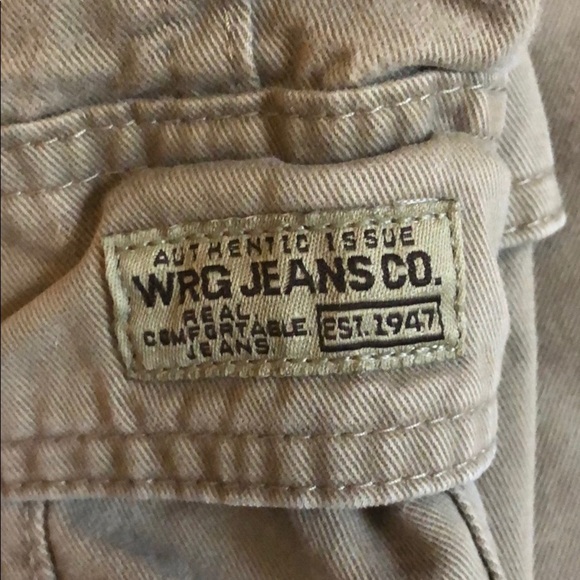 AUTHENTIC ISSUE
WRG JEANS CO.
REAL
COMFORTABLE
JEANS
EST. 1947